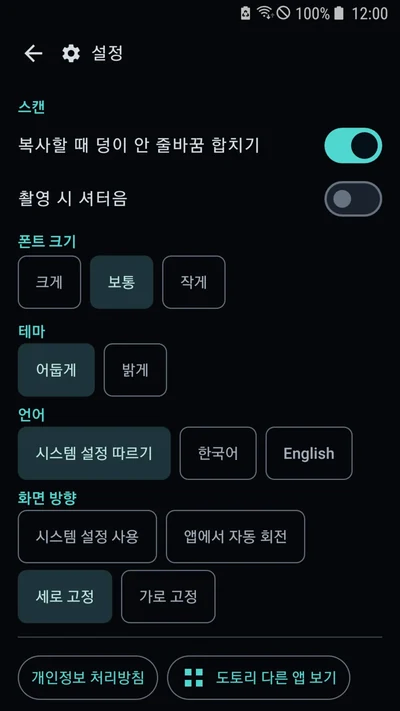 100% 12:00
설정
스캔
복사할 때 덩이 안 줄바꿈 합치기
촬영 시 셔터음
폰트 크기
크게 보통 작게
테마
어둡게 밝게
언어
시스템 설정 따르기 한국어 English
화면 방향
시스템 설정 사용 앱에서 자동 회전
세로 고정 가로 고정
개인정보 처리방침 도토리 다른 앱 보기